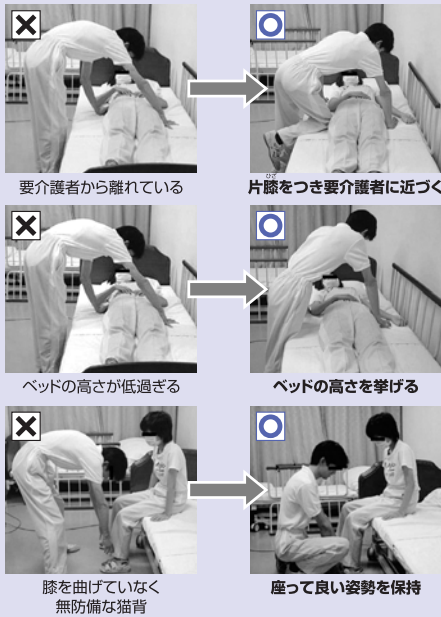 要介護者から離れている
片膝をつき要介護者に近づく
ひざ
ベッドの高さが低過ぎる
ベッドの高さを挙げる
膝を曲げていなく
無防備な猫背
座って良い姿勢を保持